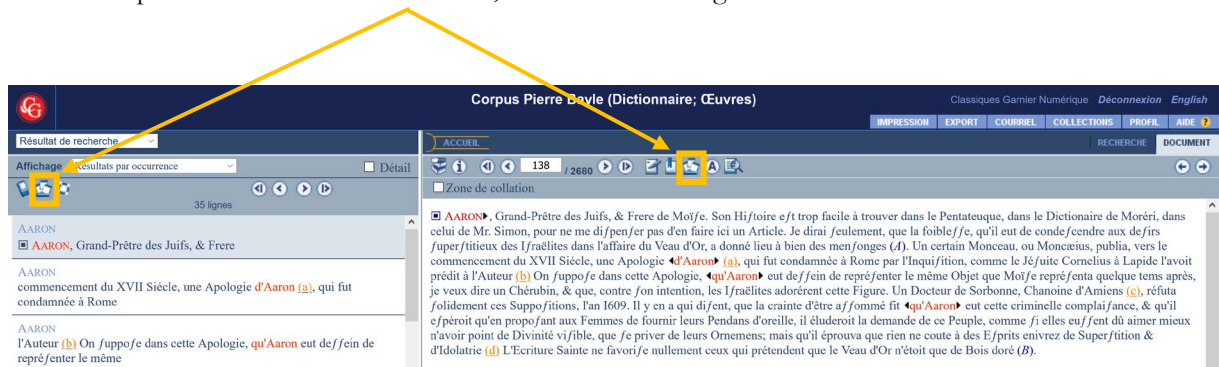 Corpus Pierre Bayle (Dictionnaire; Œuvres)
Classiques Garnier Numérique Déconnexion English
IMPRESSION EXPORT COURRIEL COLLECTIONS PROFIL AIDE ?
Résultat de recherche
ACCUEIL
RECHERCHE DOCUMENT
Affichage Résultats par occurrence Détail
138 / 2680
35 lignes
Zone de collation
AARON
AARON, Grand-Prêtre des Juifs, & Frere
AARON
commencement du XVII Siécle, une Apologie d'Aaron (a), qui fut
condamnée à Rome
AARON
l'Auteur (b) On ſuppoſe dans cette Apologie, qu'Aaron eut deſſein de
repréſenter le même
AARON, Grand-Prêtre des Juifs, & Frere de Moïſe. Son Hiſtoire eſt trop facile à trouver dans le Pentateuque, dans le Dictionaire de Moréri, dans
celui de Mr. Simon, pour ne me diſpenſer pas d'en faire ici un Article. Je dirai ſeulement, que la foibleſſe, qu'il eut de condeſcendre aux deſirs
ſuperſtitieux des Iſraëlites dans l'affaire du Veau d'Or, a donné lieu à bien des menſonges (A). Un certain Monceau, ou Moncæius, publia, vers le
commencement du XVII Siécle, une Apologie d'Aaron (a), qui fut condamnée à Rome par l'Inquiſition, comme le Jéſuite Cornelius à Lapide l'avoit
prédit à l'Auteur (b) On ſuppoſe dans cette Apologie, qu'Aaron eut deſſein de repréſenter le même Objet que Moïſe repréſenta quelque tems après,
je veux dire un Chérubin, & que, contre ſon intention, les Iſraëlites adorérent cette Figure. Un Docteur de Sorbonne, Chanoine d'Amiens (c), réfuta
ſolidement ces Suppoſitions, l'an I609. Il y en a qui diſent, que la crainte d'être aſſommé fit qu'Aaron eut cette criminelle complaiſance, & qu'il
eſpéroit qu'en propoſant aux Femmes de fournir leurs Pendans d'oreille, il éluderoit la demande de ce Peuple, comme ſi elles euſſent dû aimer mieux
n'avoir point de Divinité viſible, que ſe priver de leurs Ornemens; mais qu'il éprouva que rien ne coute à des Eſprits enivrez de Superſtition &
d'Idolatrie (d) L'Ecriture Sainte ne favoriſe nullement ceux qui prétendent que le Veau d'Or n'étoit que de Bois doré (B).